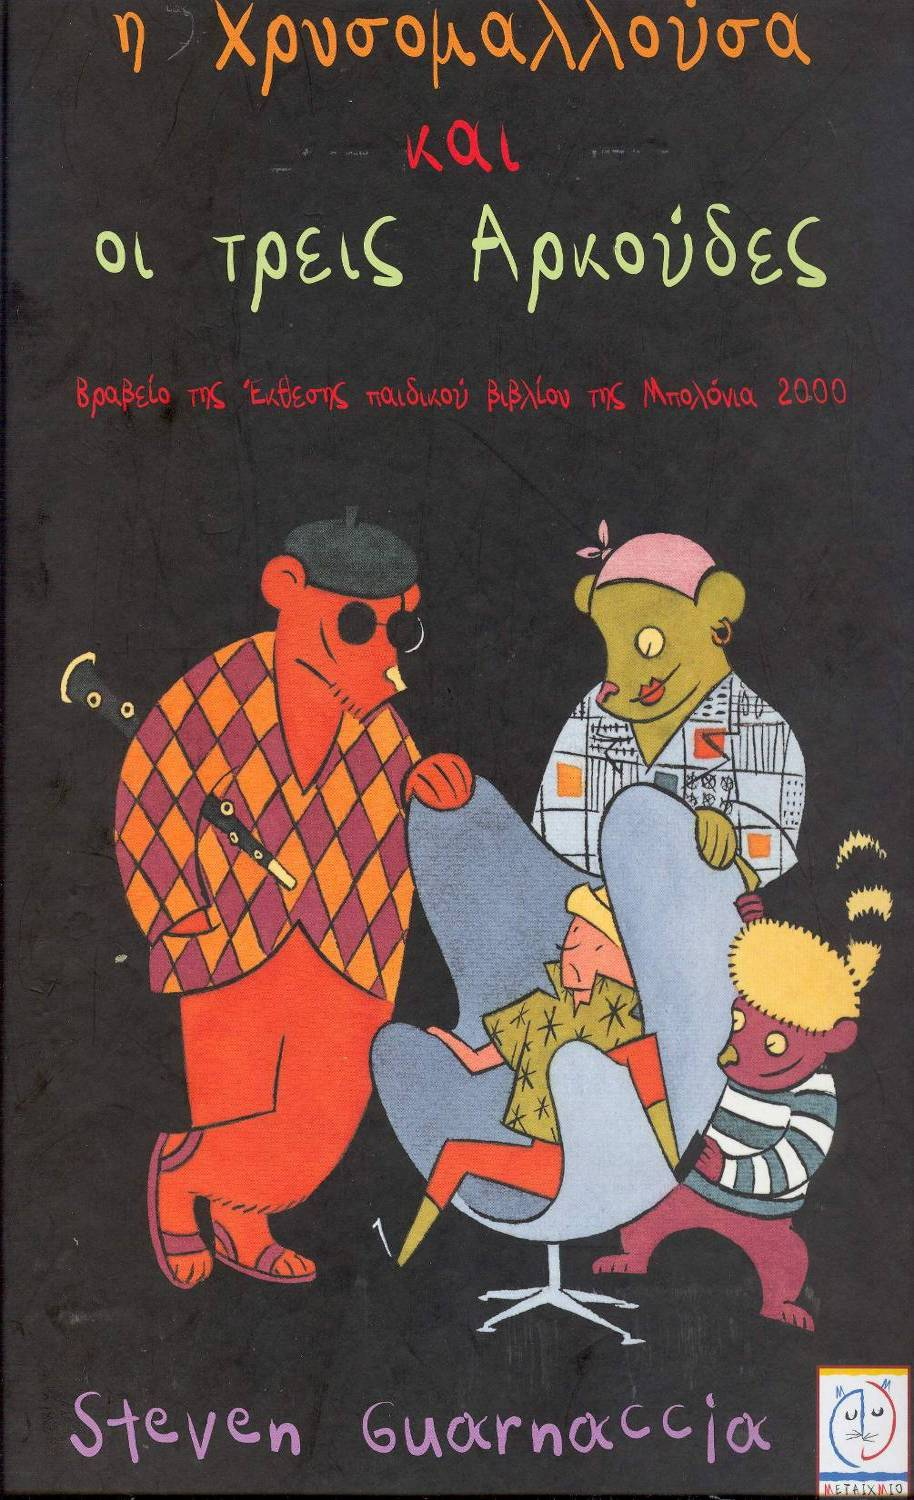 η Χρυσομαλλούσα
και
οι τρεις Αρκούδες
Βραβείο της Έκθεσης παιδικού βιβλίου της Μπολόνια 2000
Steven Guarnaccia
ΜΕΤΑΙΧΜΙΟ